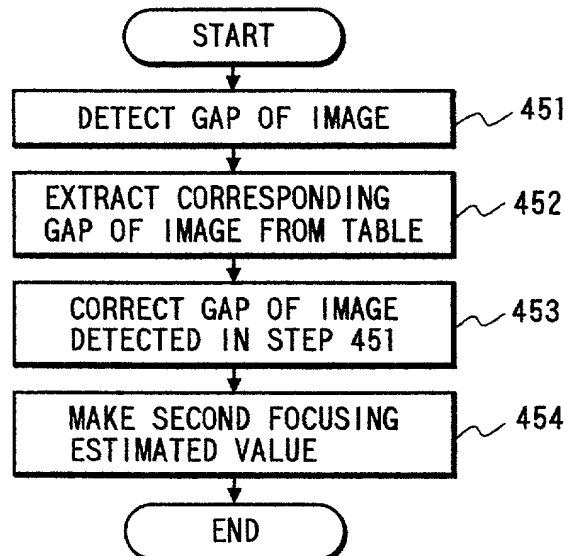 START
DETECT GAP OF IMAGE
451
EXTRACT CORRESPONDING
GAP OF IMAGE FROM TABLE
452
CORRECT GAP OF IMAGE
DETECTED IN STEP 451
453
MAKE SECOND FOCUSING
ESTIMATED VALUE
454
END